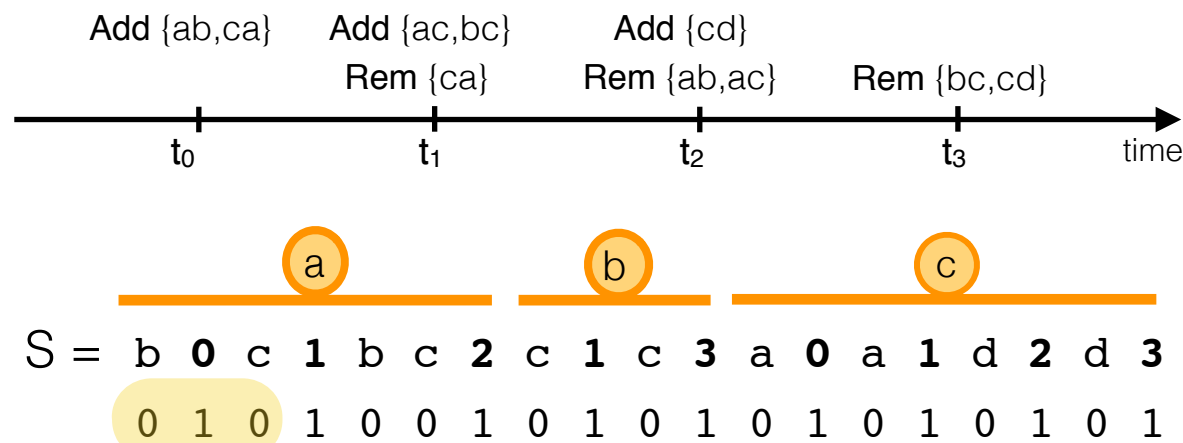 Add {ab,ca} Add {ac,bc} Add {cd}
Rem {ca} Rem {ab,ac} Rem {bc,cd}
t₀ t₁ t₂ t₃ time
a b c
S = b 0 c 1 b c 2 c 1 c 3 a 0 a 1 d 2 d 3
0 1 0 1 0 0 1 0 1 0 1 0 1 0 1 0 1 0 1